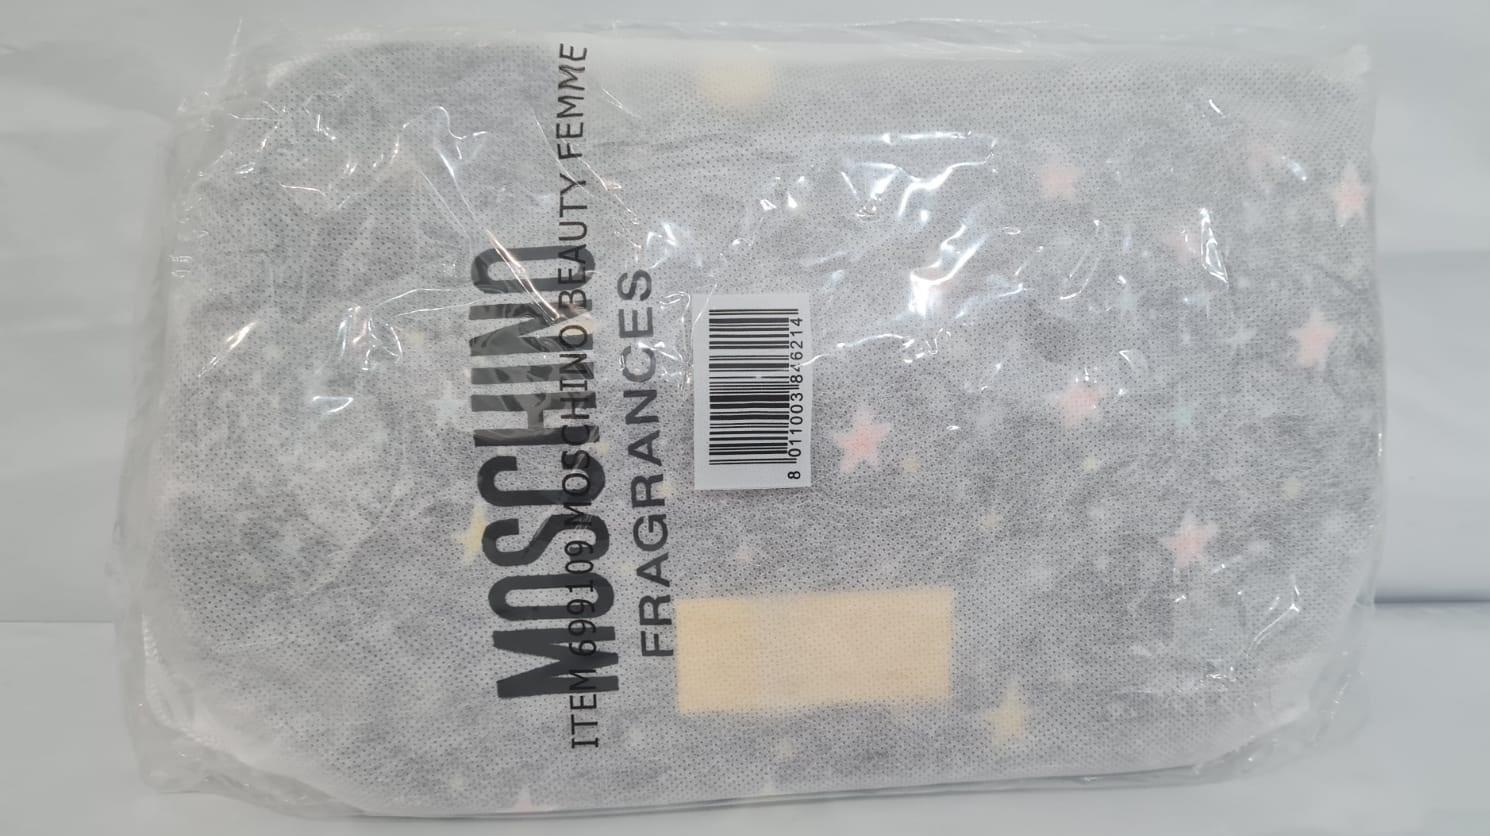 ITEM 699109 MOSCHINO BEAUTY FEMME
MOSCHINO
FRAGRANCES
8 011003 846214